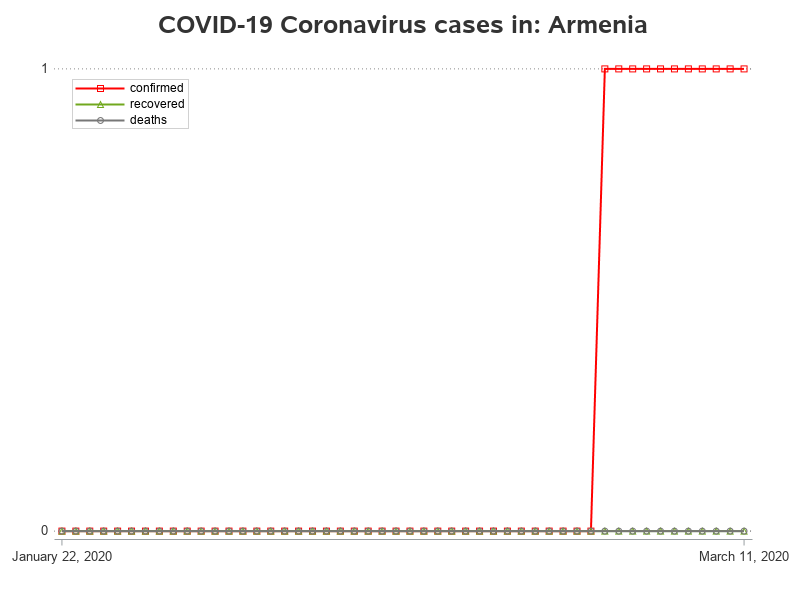 COVID-19 Coronavirus cases in: Armenia
1
confirmed
recovered
deaths
0
January 22, 2020
March 11, 2020